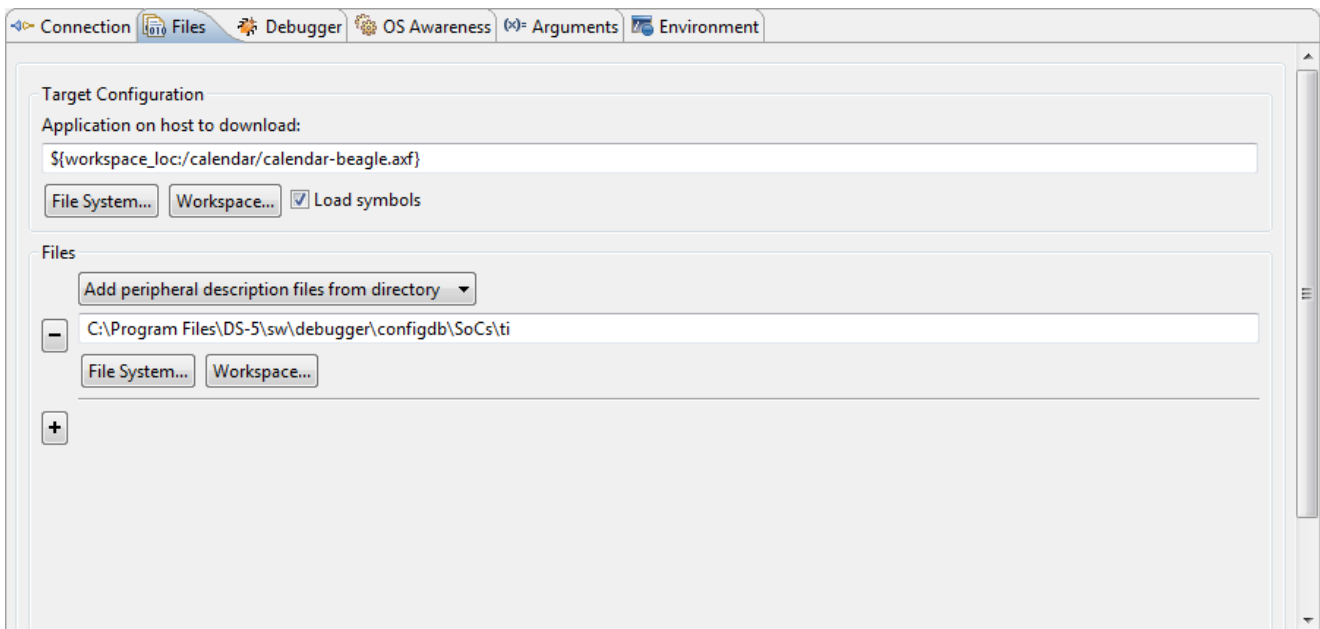 Connection Files Debugger OS Awareness (x)= Arguments Environment
Target Configuration
Application on host to download:
${workspace_loc:/calendar/calendar-beagle.axf}
File System... Workspace... Load symbols
Files
Add peripheral description files from directory
C:\Program Files\DS-5\sw\debugger\configdb\SoCs\ti
File System... Workspace...